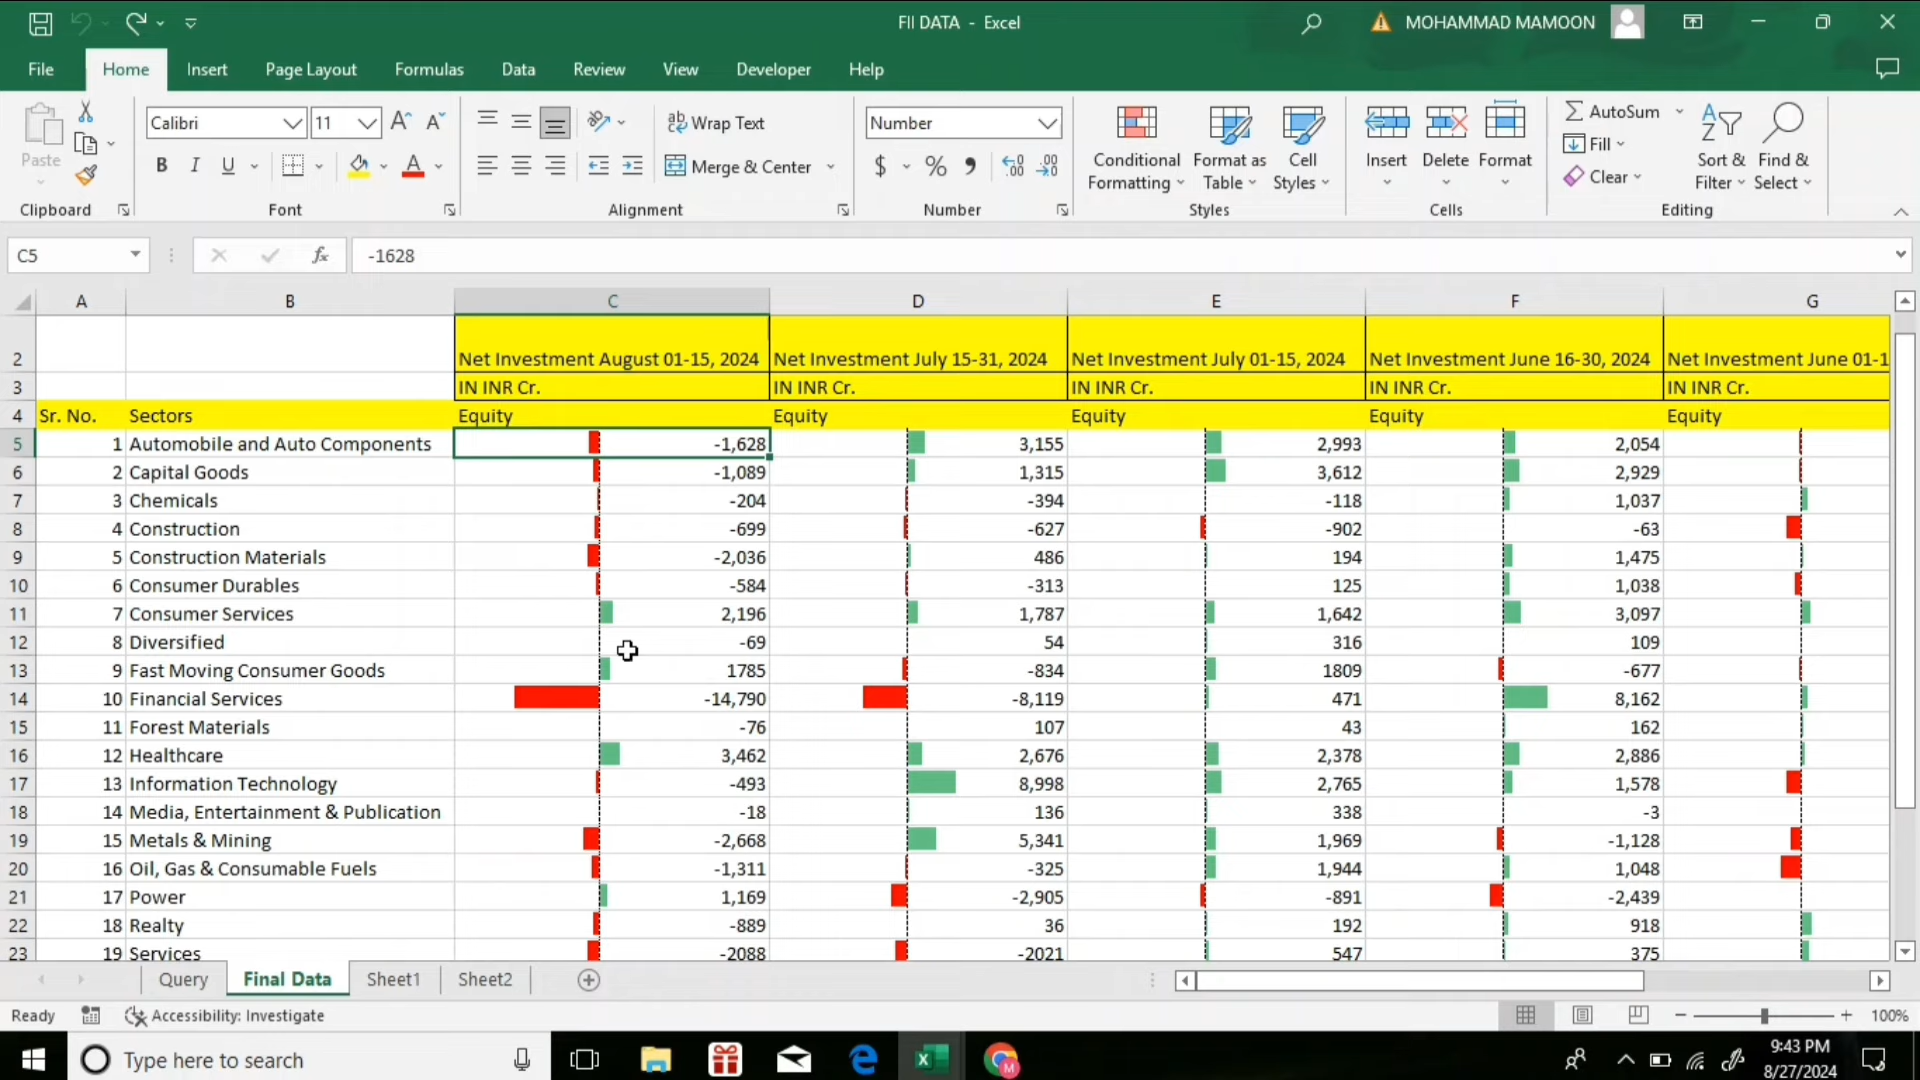 FII DATA - Excel
MOHAMMAD MAMOON
File Home Insert Page Layout Formulas Data Review View Developer Help
Paste
Calibri 11
Wrap Text
Merge & Center
Number
Conditional Formatting
Format as Table
Cell Styles
Insert Delete Format
AutoSum
Fill
Clear
Sort & Filter
Find & Select
Clipboard Font Alignment Number Styles Cells Editing
C5 fx -1628
A B C D E F G
2 Net Investment August 01-15, 2024 Net Investment July 15-31, 2024 Net Investment July 01-15, 2024 Net Investment June 16-30, 2024 Net Investment June 01-1
3 IN INR Cr. IN INR Cr. IN INR Cr. IN INR Cr. IN INR Cr.
4 Sr. No. Sectors Equity Equity Equity Equity Equity
5 1 Automobile and Auto Components -1,628 3,155 2,993 2,054
6 2 Capital Goods -1,089 1,315 3,612 2,929
7 3 Chemicals -204 -394 -118 1,037
8 4 Construction -699 -627 -902 -63
9 5 Construction Materials -2,036 486 194 1,475
10 6 Consumer Durables -584 -313 125 1,038
11 7 Consumer Services 2,196 1,787 1,642 3,097
12 8 Diversified -69 54 316 109
13 9 Fast Moving Consumer Goods 1785 -834 1809 -677
14 10 Financial Services -14,790 -8,119 471 8,162
15 11 Forest Materials -76 107 43 162
16 12 Healthcare 3,462 2,676 2,378 2,886
17 13 Information Technology -493 8,998 2,765 1,578
18 14 Media, Entertainment & Publication -18 136 338 -3
19 15 Metals & Mining -2,668 5,341 1,969 -1,128
20 16 Oil, Gas & Consumable Fuels -1,311 -325 1,944 1,048
21 17 Power 1,169 -2,905 -891 -2,439
22 18 Realty -889 36 192 918
23 19 Services -2088 -2021 547 375
Query Final Data Sheet1 Sheet2
Ready Accessibility: Investigate 100%
Type here to search
9:43 PM
8/27/2024